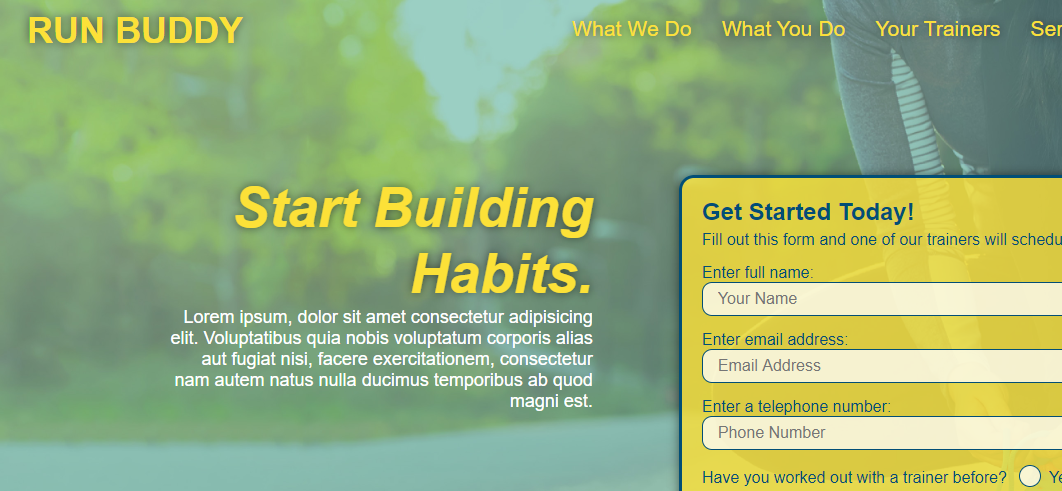 RUN BUDDY
What We Do What You Do Your Trainers Ser
Start Building
Habits.
Lorem ipsum, dolor sit amet consectetur adipisicing
elit. Voluptatibus quia nobis voluptatum corporis alias
aut fugiat nisi, facere exercitationem, consectetur
nam autem natus nulla ducimus temporibus ab quod
magni est.
Get Started Today!
Fill out this form and one of our trainers will schedu
Enter full name:
Your Name
Enter email address:
Email Address
Enter a telephone number:
Phone Number
Have you worked out with a trainer before? Ye